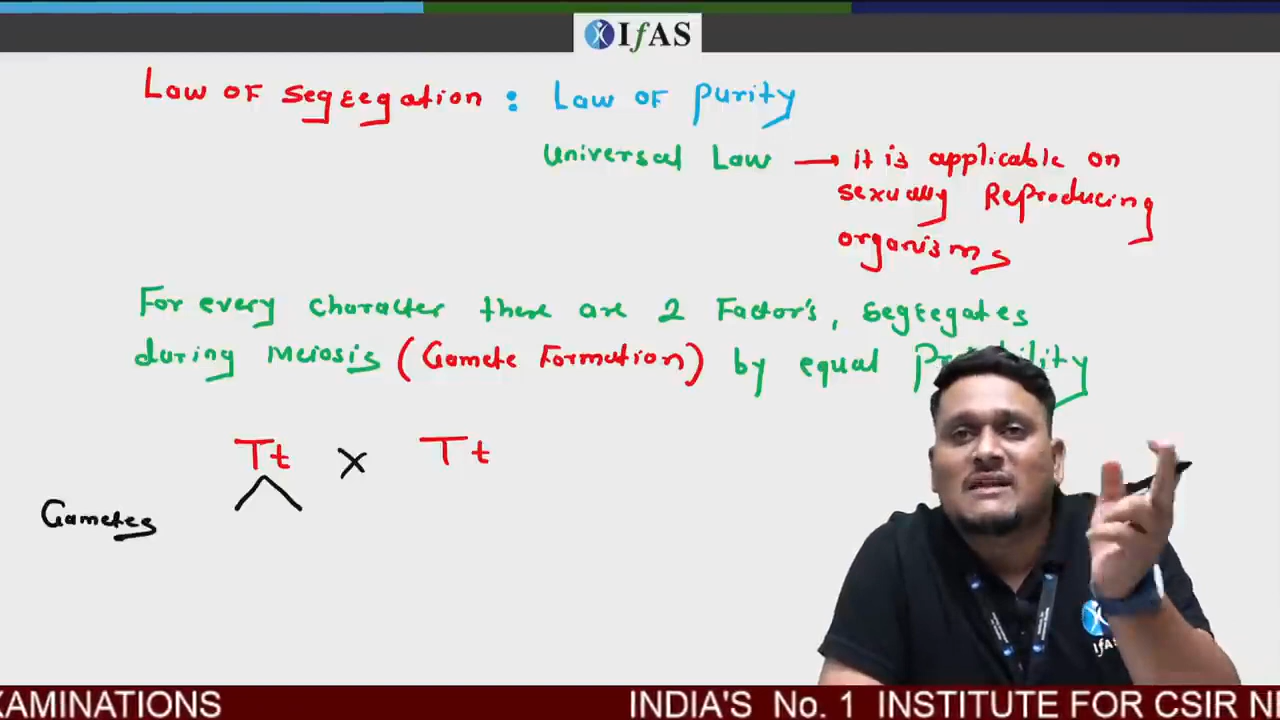 IfAS
Law of segregation : Law of purity
Universal Law → it is applicable on
sexually Reproducing
organisms
For every character there are 2 Factor's, segregates
during Meiosis (Gamete Formation) by equal
Tt × Tt
Gametes
IfAS
XAMINATIONS INDIA'S No. 1 INSTITUTE FOR CSIR NE